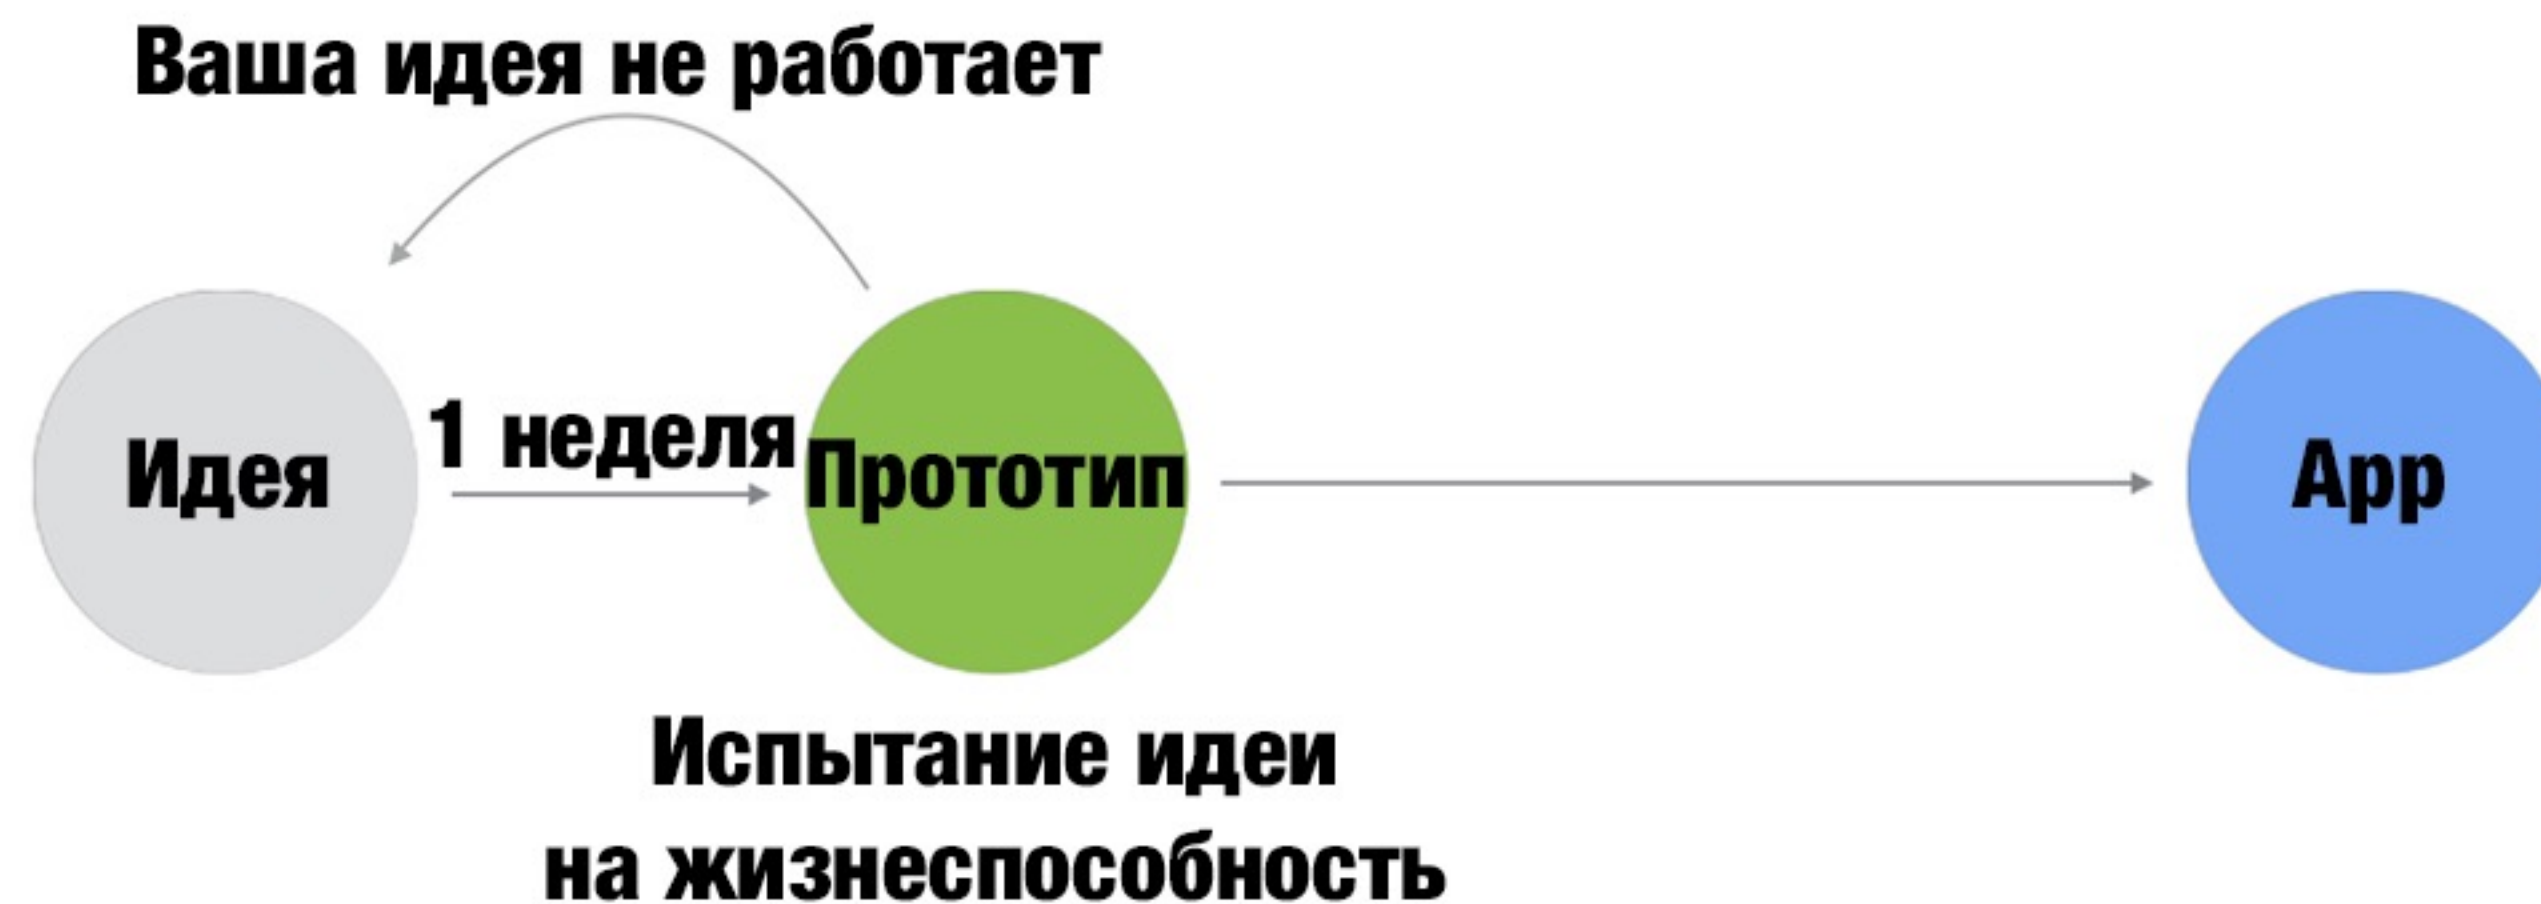 Ваша идея не работает
Идея
1 неделя
Прототип
App
Испытание идеи
на жизнеспособность